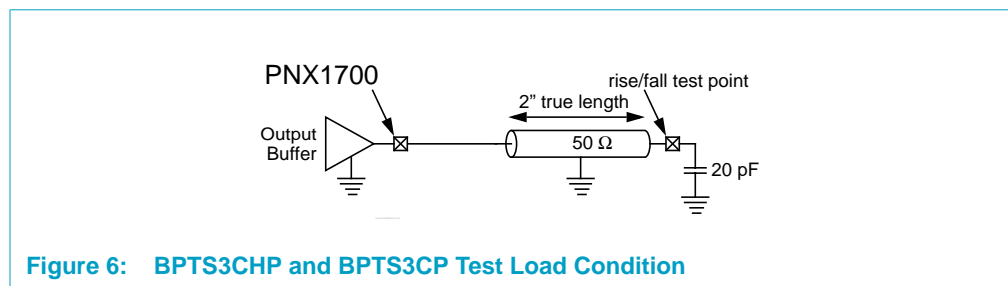 PNX1700
rise/fall test point
2” true length
Output
Buffer
50 Ω
20 pF
Figure 6: BPTS3CHP and BPTS3CP Test Load Condition